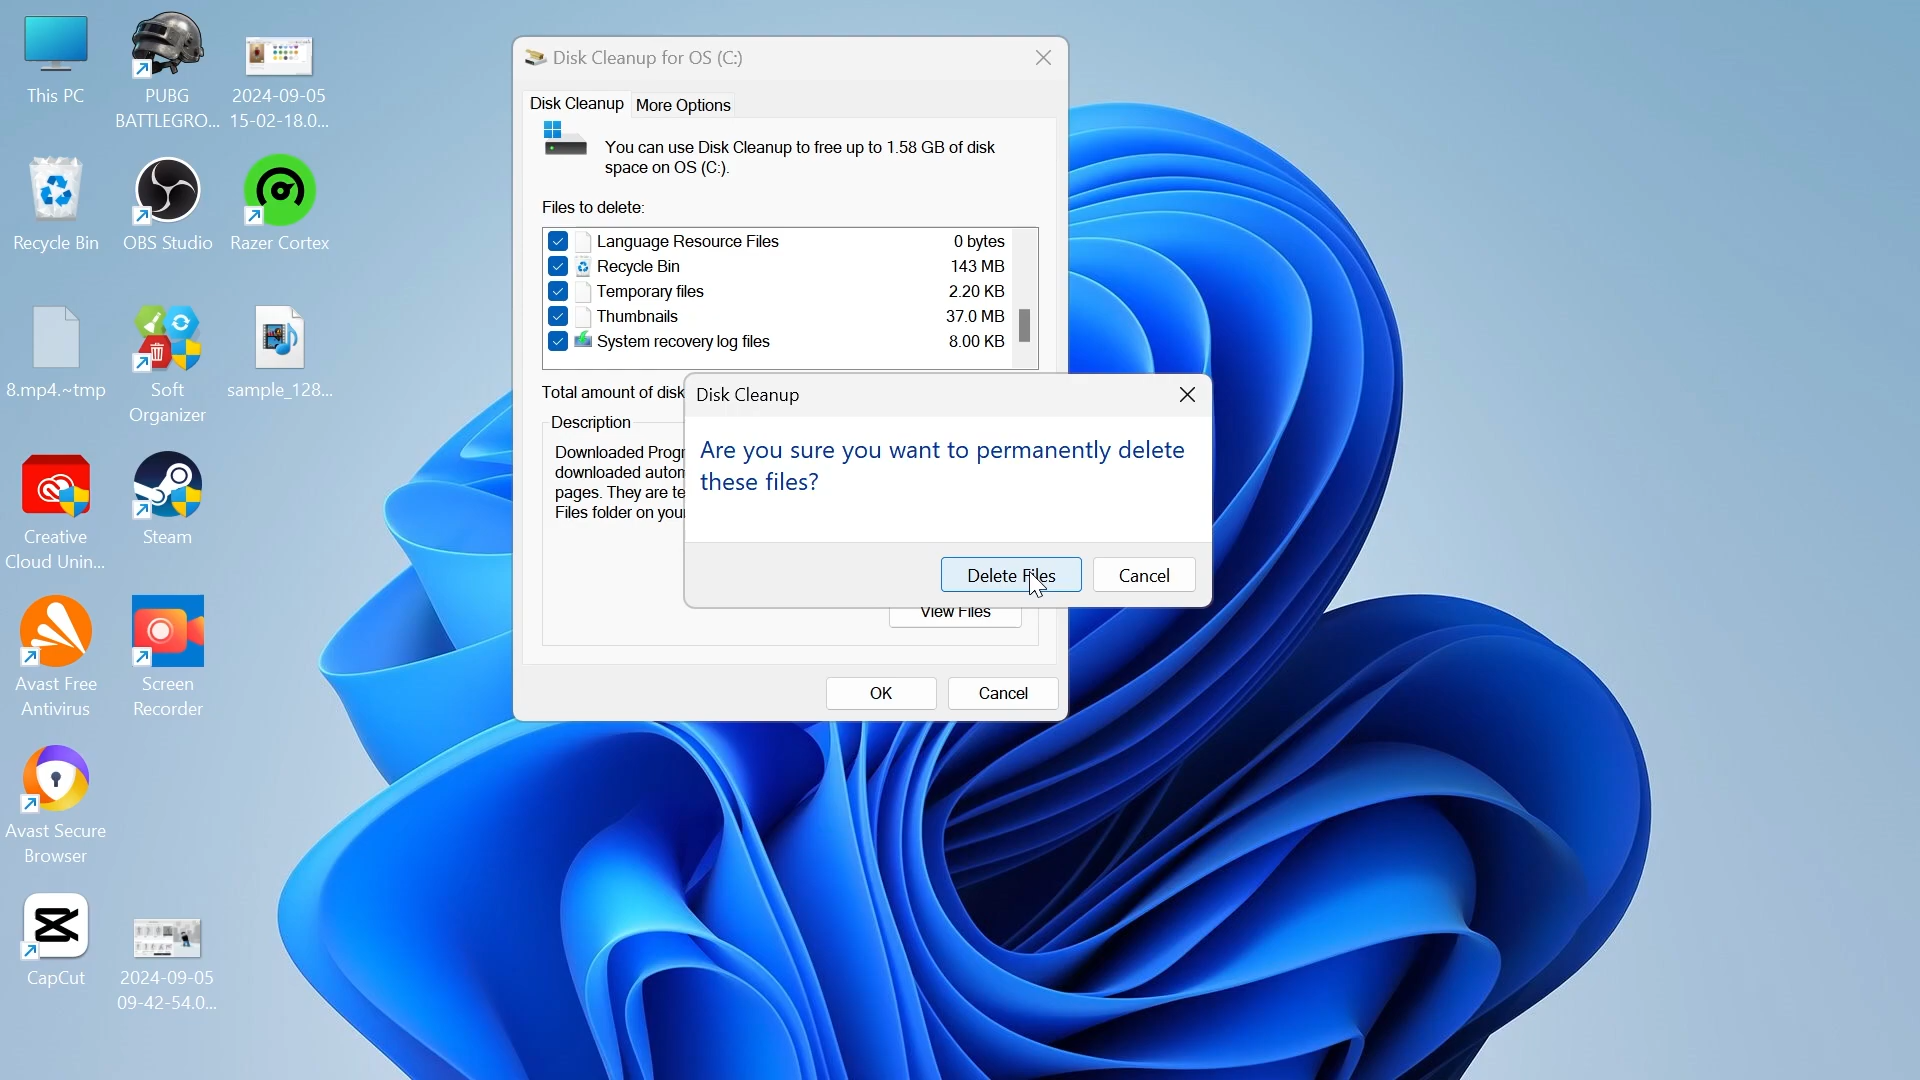 This PC
PUBG
BATTLEGRO...
2024-09-05
15-02-18.0...
Recycle Bin
OBS Studio
Razer Cortex
8.mp4.~tmp
Soft
Organizer
sample_128...
Creative
Cloud Unin...
Steam
Avast Free
Antivirus
Screen
Recorder
Avast Secure
Browser
CapCut
2024-09-05
09-42-54.0...
Disk Cleanup for OS (C:)
Disk Cleanup
More Options
You can use Disk Cleanup to free up to 1.58 GB of disk
space on OS (C:).
Files to delete:
Language Resource Files 0 bytes
Recycle Bin 143 MB
Temporary files 2.20 KB
Thumbnails 37.0 MB
System recovery log files 8.00 KB
Total amount of disk
Description
Downloaded Progr
downloaded autom
pages. They are te
Files folder on your
Disk Cleanup
Are you sure you want to permanently delete
these files?
Delete Files
Cancel
View Files
OK
Cancel